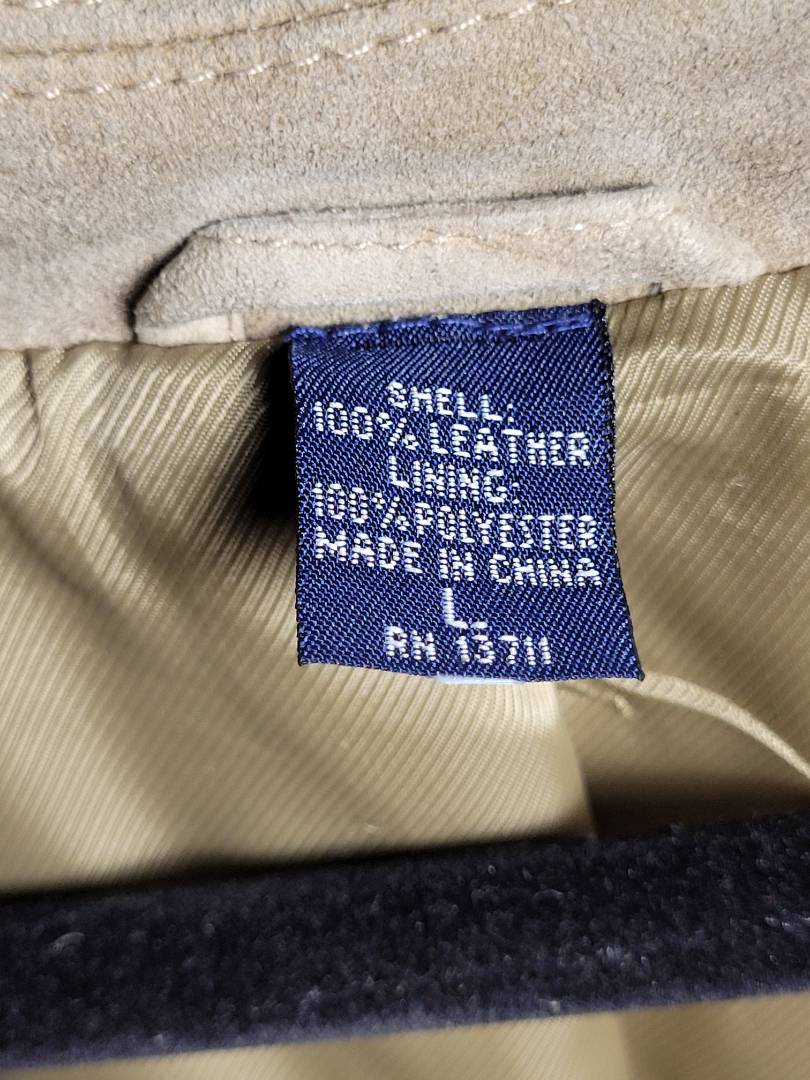 SHELL:
100% LEATHER
LINING:
100% POLYESTER
MADE IN CHINA
L
RN 13711